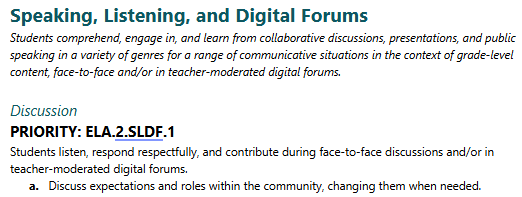 Speaking, Listening, and Digital Forums
Students comprehend, engage in, and learn from collaborative discussions, presentations, and public
speaking in a variety of genres for a range of communicative situations in the context of grade-level
content, face-to-face and/or in teacher-moderated digital forums.
Discussion
PRIORITY: ELA.2.SLDF.1
Students listen, respond respectfully, and contribute during face-to-face discussions and/or in
teacher-moderated digital forums.
a. Discuss expectations and roles within the community, changing them when needed.